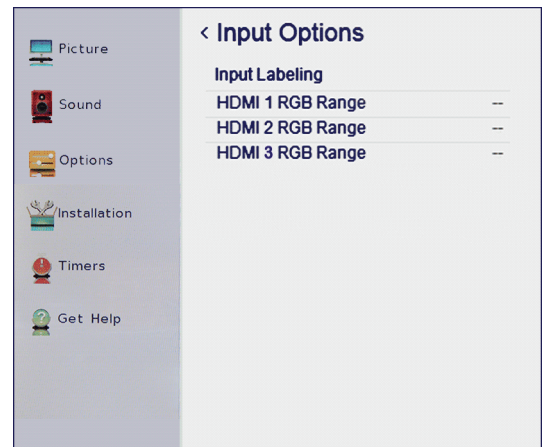 Picture
Sound
Options
Installation
Timers
Get Help
< Input Options
Input Labeling
HDMI 1 RGB Range --
HDMI 2 RGB Range --
HDMI 3 RGB Range --